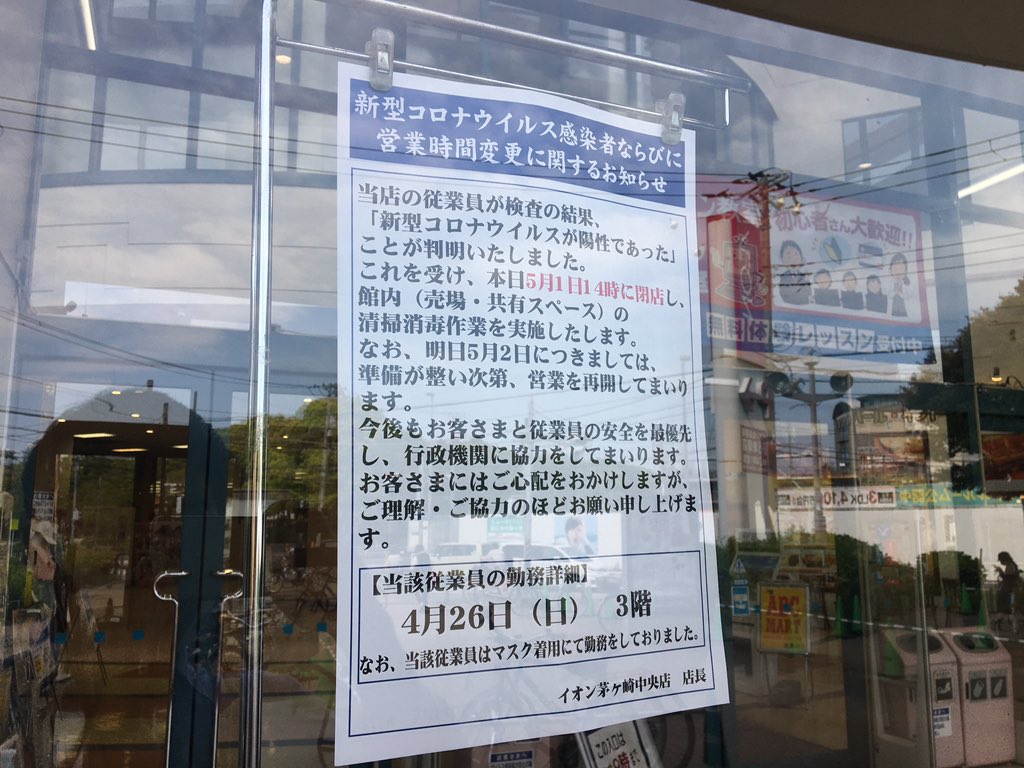 新型コロナウイルス感染者ならびに
営業時間変更に関するお知らせ
当店の従業員が検査の結果、
「新型コロナウイルスが陽性であった」
ことが判明いたしました。
これを受け、本日5月1日14時に閉店し、
館内（売場・共有スペース）の
清掃消毒作業を実施したします。
なお、明日5月2日につきましては、
準備が整い次第、営業を再開してまいり
ます。
今後もお客さまと従業員の安全を最優先
し、行政機関に協力をしてまいります。
お客さまにはご心配をおかけしますが、
ご理解・ご協力のほどお願い申し上げま
す。
【当該従業員の勤務詳細】
4月26日（日） 3階
なお、当該従業員はマスク着用にて勤務をしておりました。
イオン茅ヶ崎中央店 店長
初心者さん大歓迎!!
無料体験レッスン受付中
3LDK 4,10
ABC
MART